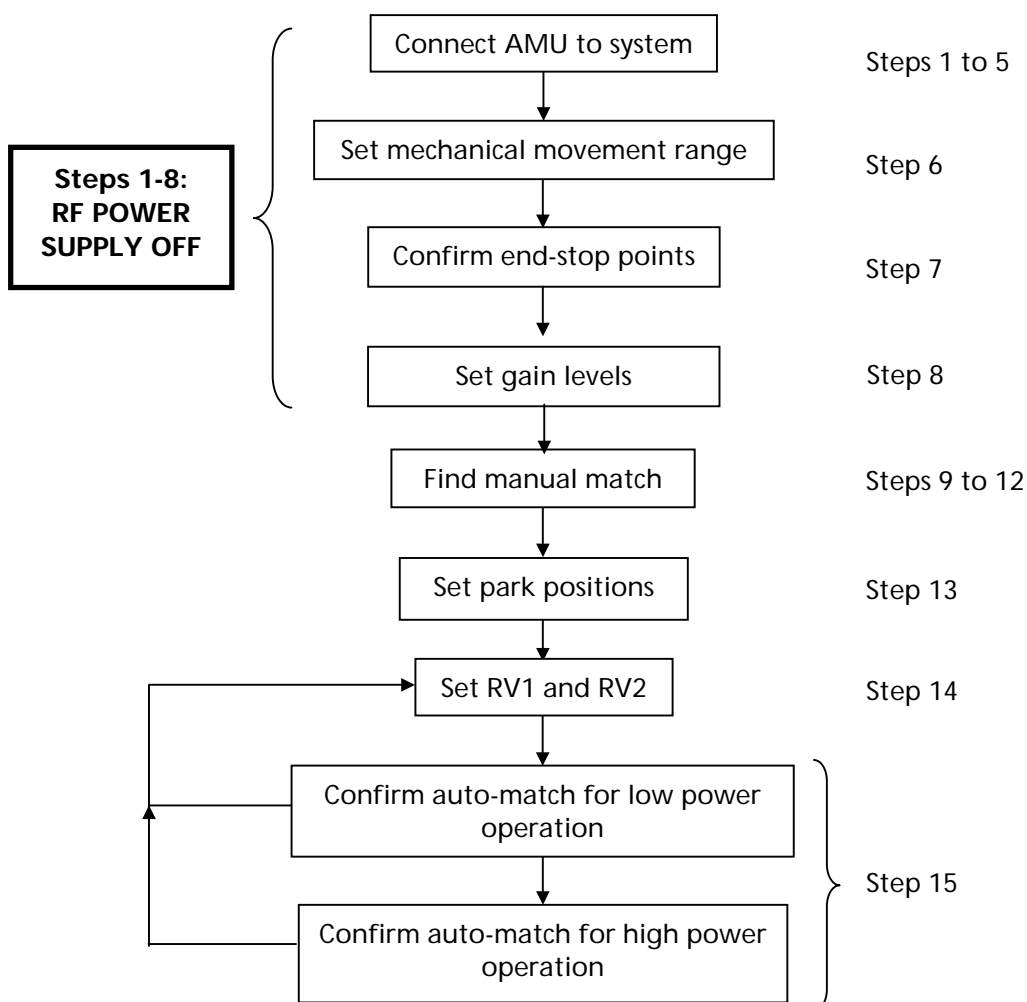 Connect AMU to system
Steps 1 to 5
Set mechanical movement range
Step 6
Steps 1-8:
RF POWER
SUPPLY OFF
Confirm end-stop points
Step 7
Set gain levels
Step 8
Find manual match
Steps 9 to 12
Set park positions
Step 13
Set RV1 and RV2
Step 14
Confirm auto-match for low power
operation
Step 15
Confirm auto-match for high power
operation